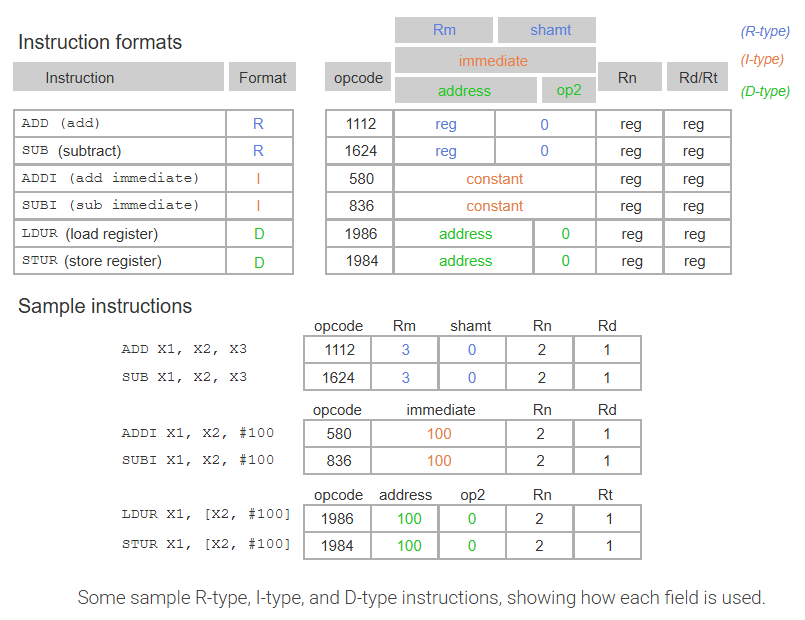 Rm shamt (R-type)
Instruction formats
immediate (I-type)
Instruction Format opcode Rn Rd/Rt
address op2 (D-type)
ADD (add) R 1112 reg 0 reg reg
SUB (subtract) R 1624 reg 0 reg reg
ADDI (add immediate) I 580 constant reg reg
SUBI (sub immediate) I 836 constant reg reg
LDUR (load register) D 1986 address 0 reg reg
STUR (store register) D 1984 address 0 reg reg
Sample instructions
opcode Rm shamt Rn Rd
ADD X1, X2, X3 1112 3 0 2 1
SUB X1, X2, X3 1624 3 0 2 1
opcode immediate Rn Rd
ADDI X1, X2, #100 580 100 2 1
SUBI X1, X2, #100 836 100 2 1
opcode address op2 Rn Rt
LDUR X1, [X2, #100] 1986 100 0 2 1
STUR X1, [X2, #100] 1984 100 0 2 1
Some sample R-type, I-type, and D-type instructions, showing how each field is used.